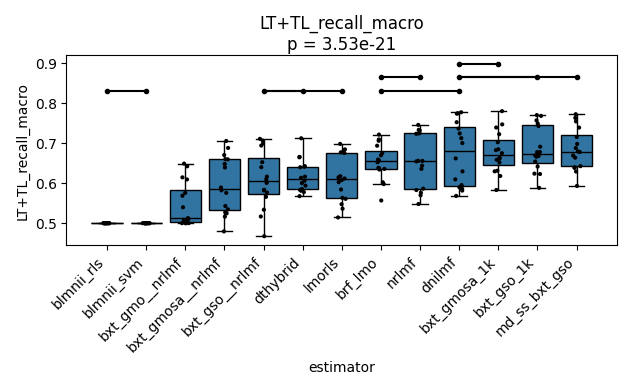 LT+TL_recall_macro
p = 3.53e-21
LT+TL_recall_macro
0.9
0.8
0.7
0.6
0.5
blmnii_rls
blmnii_svm
bxt_gmo__nrlmf
bxt_gmosa__nrlmf
bxt_gso__nrlmf
dthybrid
lmorls
brf_lmo
nrlmf
dnilmf
bxt_gmosa_1k
bxt_gso_1k
md_ss_bxt_gso
estimator